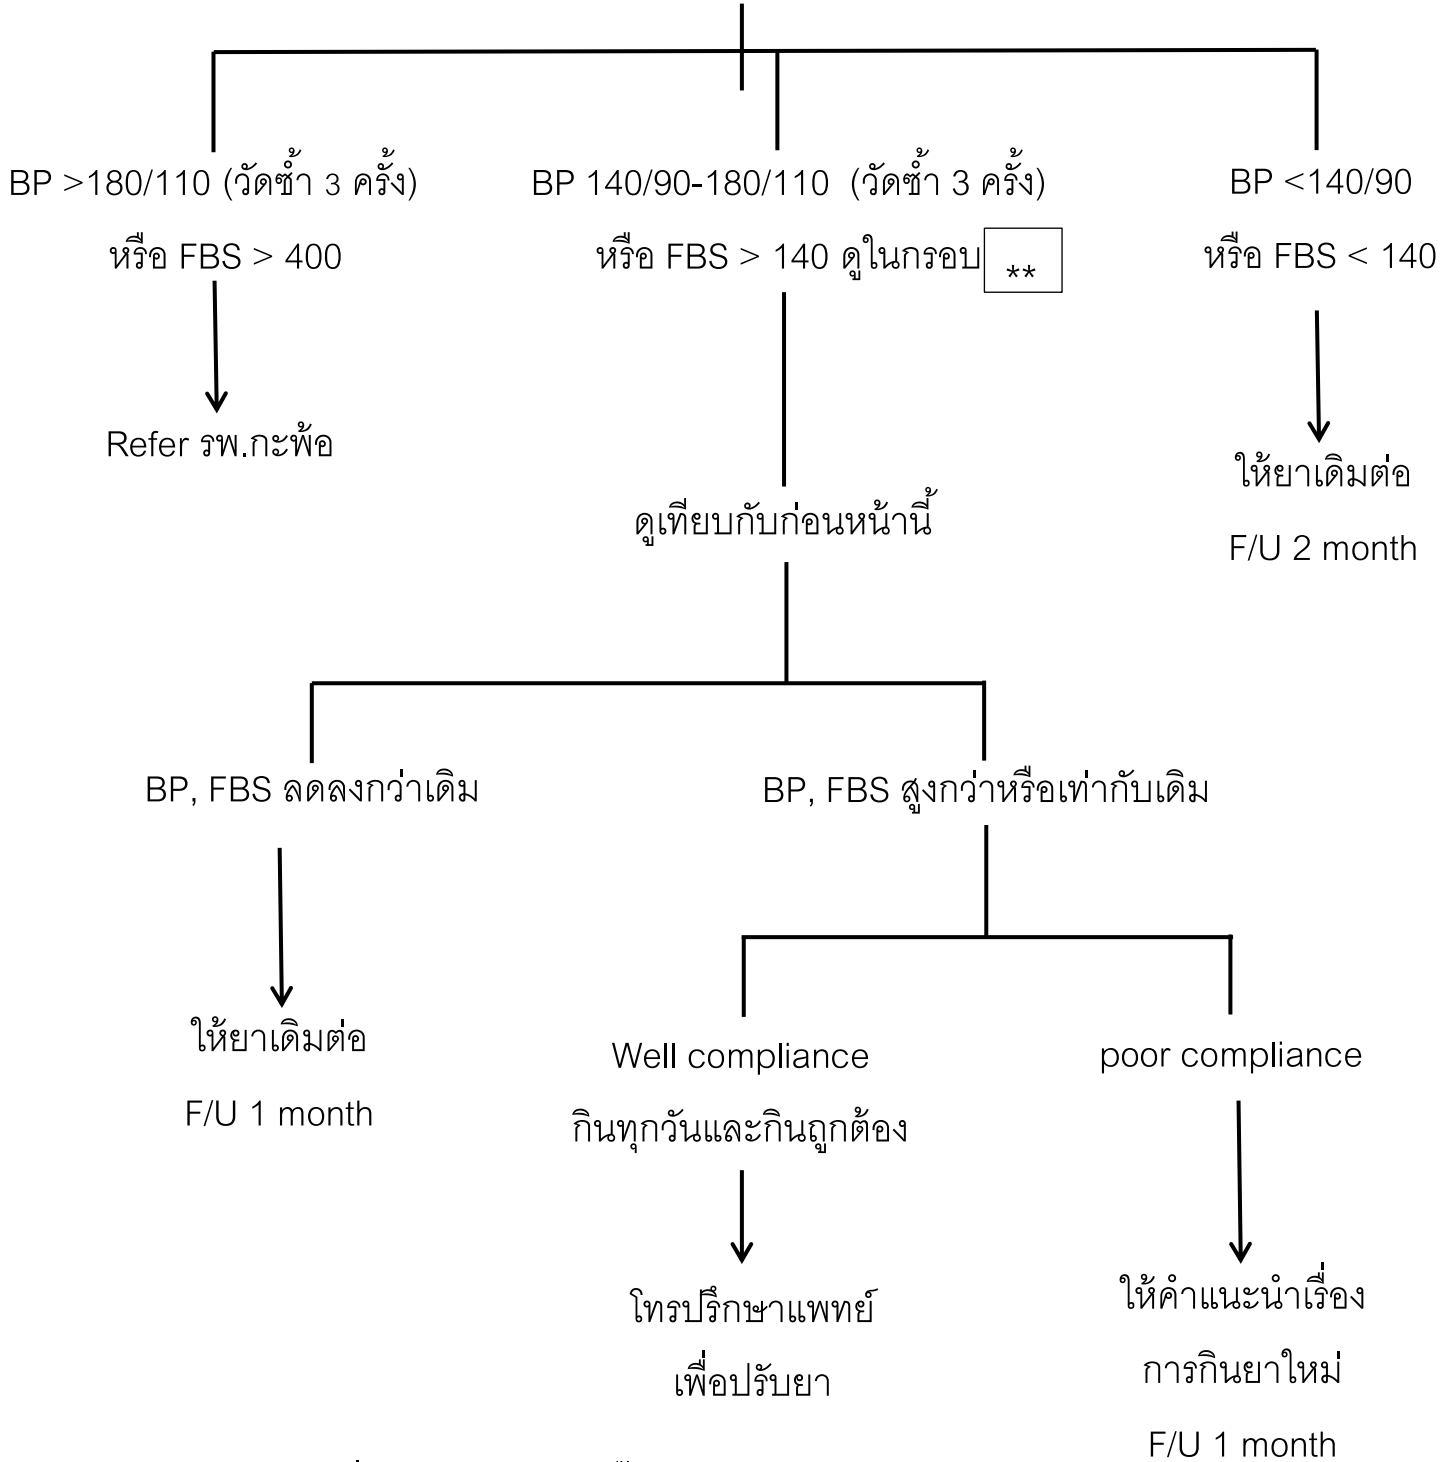 BP >180/110 (วัดซ้ำ 3 ครั้ง)
หรือ FBS > 400
Refer รพ.กะพ้อ
BP 140/90-180/110 (วัดซ้ำ 3 ครั้ง)
หรือ FBS > 140 ดูในกรอบ **
BP <140/90
หรือ FBS < 140
ให้ยาเดิมต่อ
F/U 2 month
ดูเทียบกับก่อนหน้านี้
BP, FBS ลดลงกว่าเดิม
ให้ยาเดิมต่อ
F/U 1 month
BP, FBS สูงกว่าหรือเท่ากับเดิม
Well compliance
กินทุกวันและกินถูกต้อง
โทรปรึกษาแพทย์
เพื่อปรับยา
poor compliance
ให้คำแนะนำเรื่อง
การกินยาใหม่
F/U 1 month